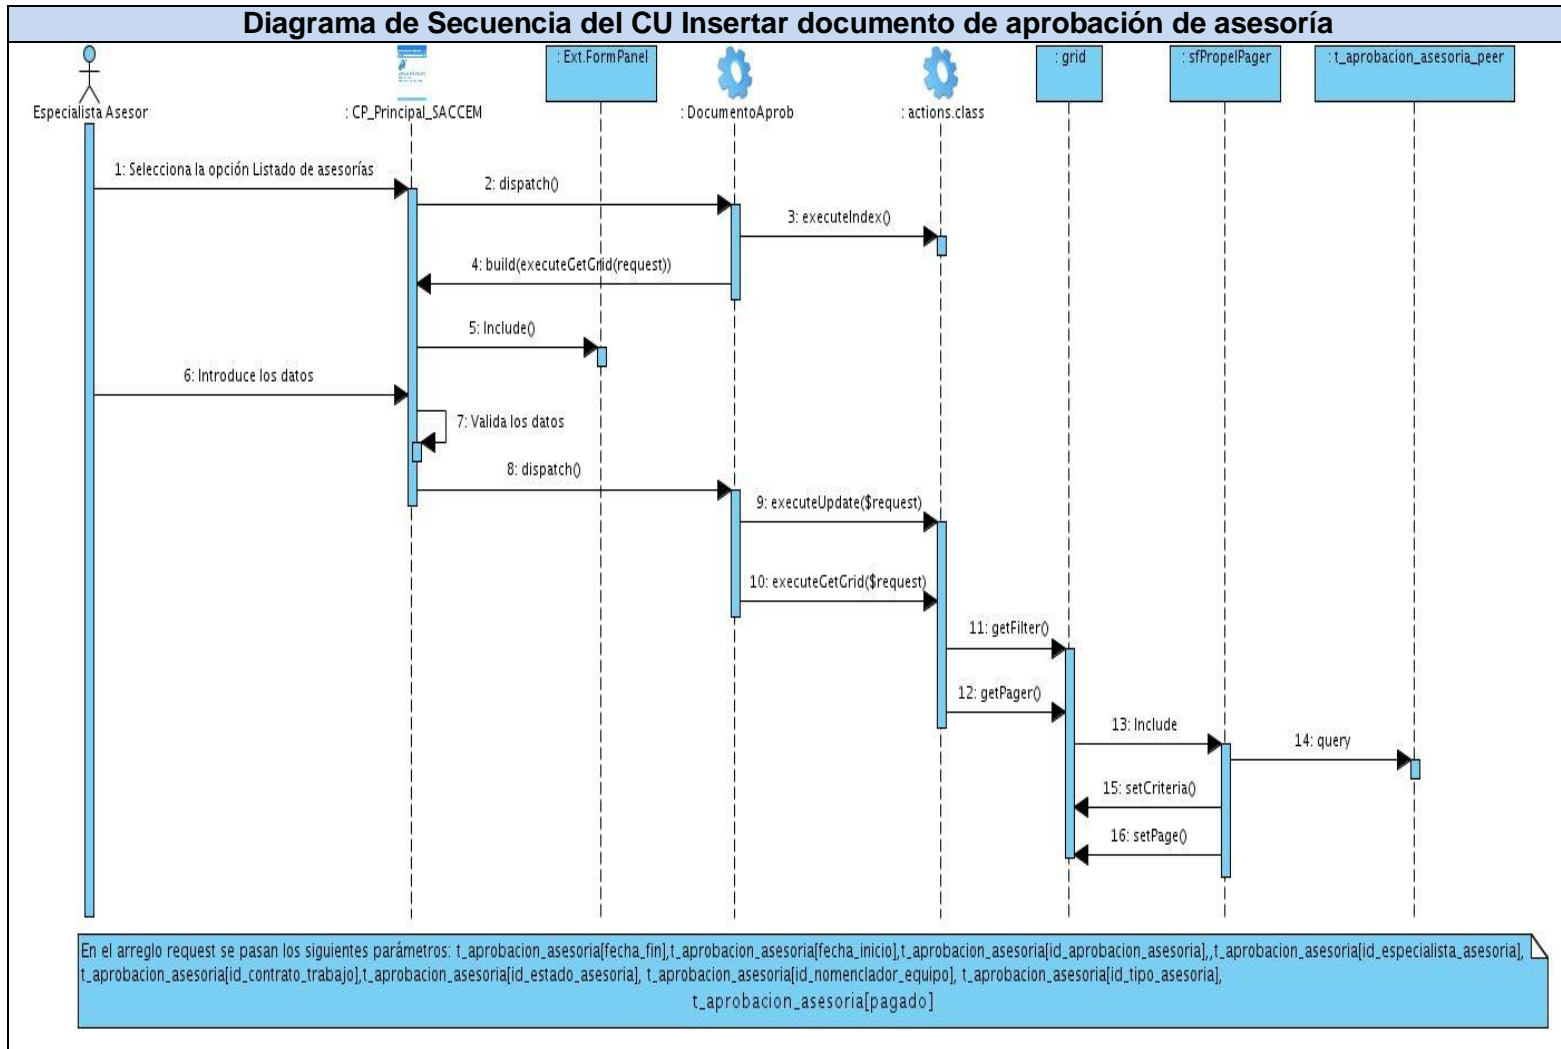 Diagrama de Secuencia del CU Insertar documento de aprobación de asesoría
: Ext.FormPanel
: grid
: sfPropelPager
: t_aprobacion_asesoria_peer
Especialista Asesor
: CP_Principal_SACCEM
: DocumentoAprob
: actions.class
1: Selecciona la opción Listado de asesorías
2: dispatch()
3: executeIndex()
4: build(executeGetGrid(request))
5: Include()
6: Introduce los datos
7: Valida los datos
8: dispatch()
9: executeUpdate($request)
10: executeGetGrid($request)
11: getFilter()
12: getPager()
13: Include
14: query
15: setCriteria()
16: setPage()
En el arreglo request se pasan los siguientes parámetros: t_aprobacion_asesoria[fecha_fin],t_aprobacion_asesoria[fecha_inicio],t_aprobacion_asesoria[id_aprobacion_asesoria],,t_aprobacion_asesoria[id_especialista_asesoria],
t_aprobacion_asesoria[id_contrato_trabajo],t_aprobacion_asesoria[id_estado_asesoria], t_aprobacion_asesoria[id_nomenclador_equipo], t_aprobacion_asesoria[id_tipo_asesoria],
t_aprobacion_asesoria[pagado]